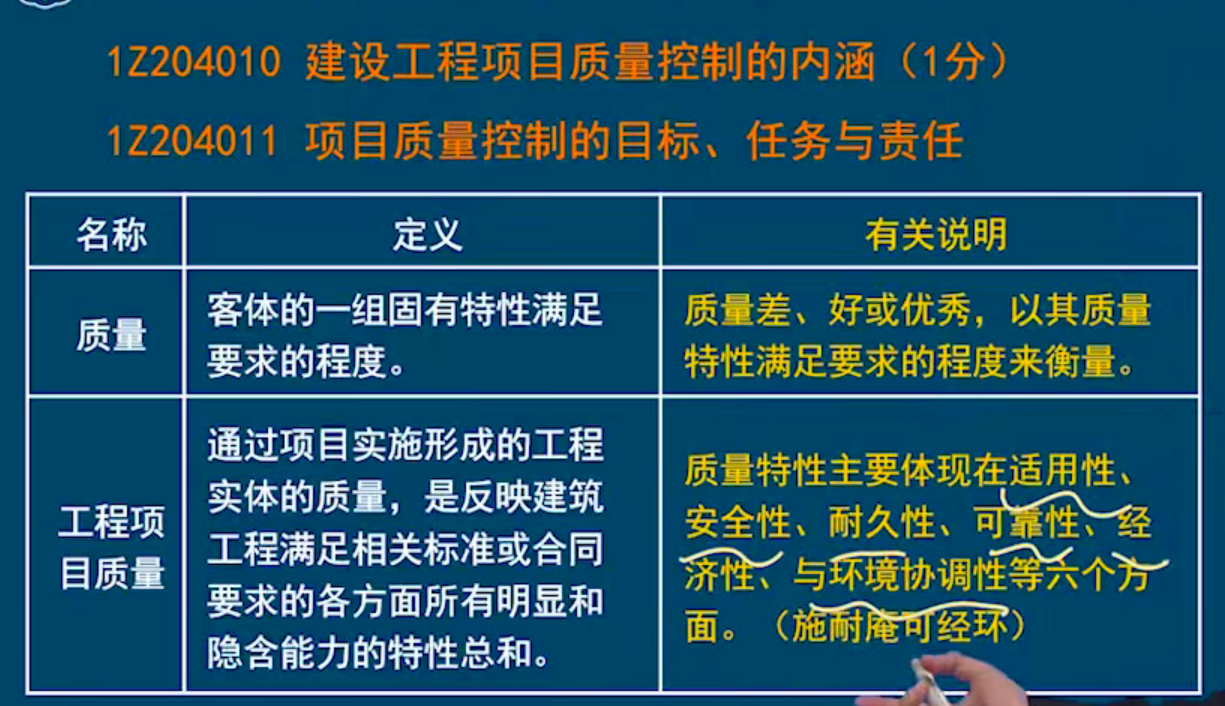 1Z204010 建设工程项目质量控制的内涵（1分）
1Z204011 项目质量控制的目标、任务与责任
名称
定义
有关说明
质量
客体的一组固有特性满足
要求的程度。
质量差、好或优秀，以其质量
特性满足要求的程度来衡量。
工程项
目质量
通过项目实施形成的工程
实体的质量，是反映建筑
工程满足相关标准或合同
要求的各方面所有明显和
隐含能力的特性总和。
质量特性主要体现在适用性、
安全性、耐久性、可靠性、经
济性、与环境协调性等六个方
面。（施耐庵可经环）